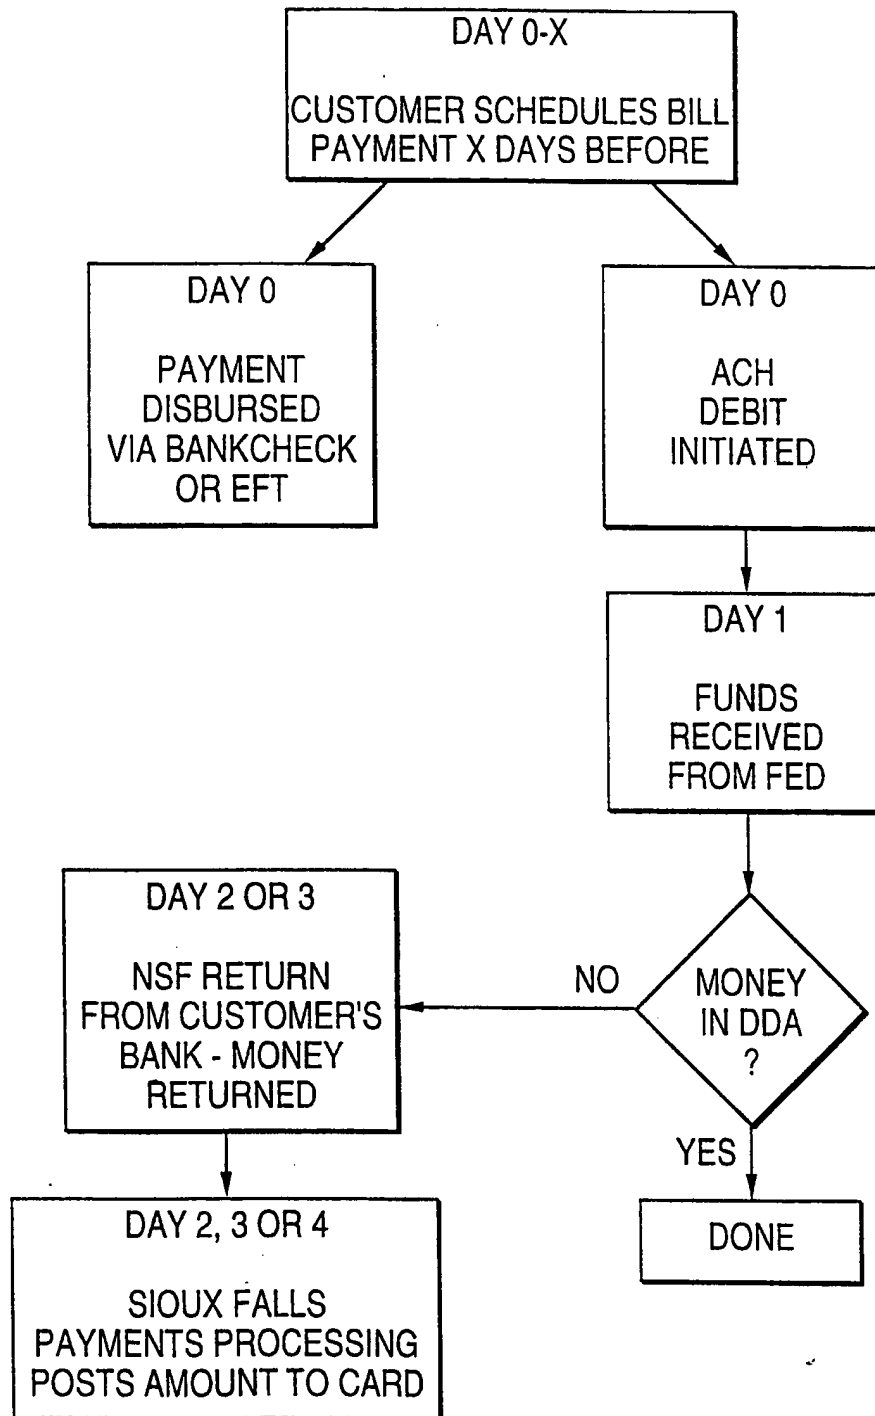 DAY 0-X
CUSTOMER SCHEDULES BILL
PAYMENT X DAYS BEFORE
DAY 0
PAYMENT
DISBURSED
VIA BANKCHECK
OR EFT
DAY 0
ACH
DEBIT
INITIATED
DAY 1
FUNDS
RECEIVED
FROM FED
MONEY
IN DDA
?
NO
YES
DONE
DAY 2 OR 3
NSF RETURN
FROM CUSTOMER'S
BANK - MONEY
RETURNED
DAY 2, 3 OR 4
SIOUX FALLS
PAYMENTS PROCESSING
POSTS AMOUNT TO CARD